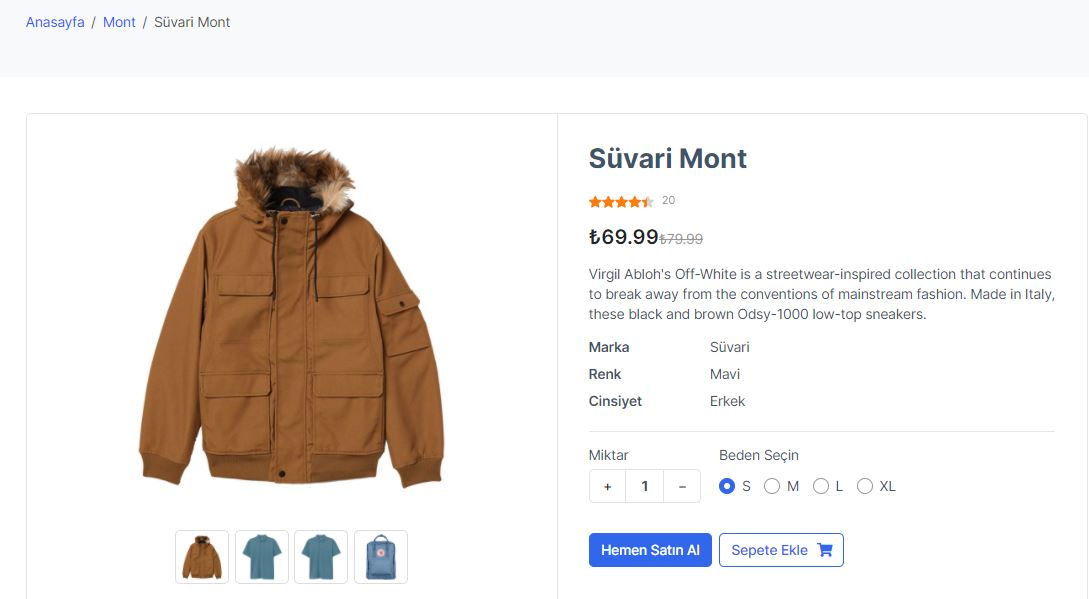 Anasayfa / Mont / Süvari Mont
Süvari Mont
20
₺69.99 ₺79.99
Virgil Abloh's Off-White is a streetwear-inspired collection that continues
to break away from the conventions of mainstream fashion. Made in Italy,
these black and brown Odsy-1000 low-top sneakers.
Marka Süvari
Renk Mavi
Cinsiyet Erkek
Miktar Beden Seçin
+ 1 − S M L XL
Hemen Satın Al Sepete Ekle